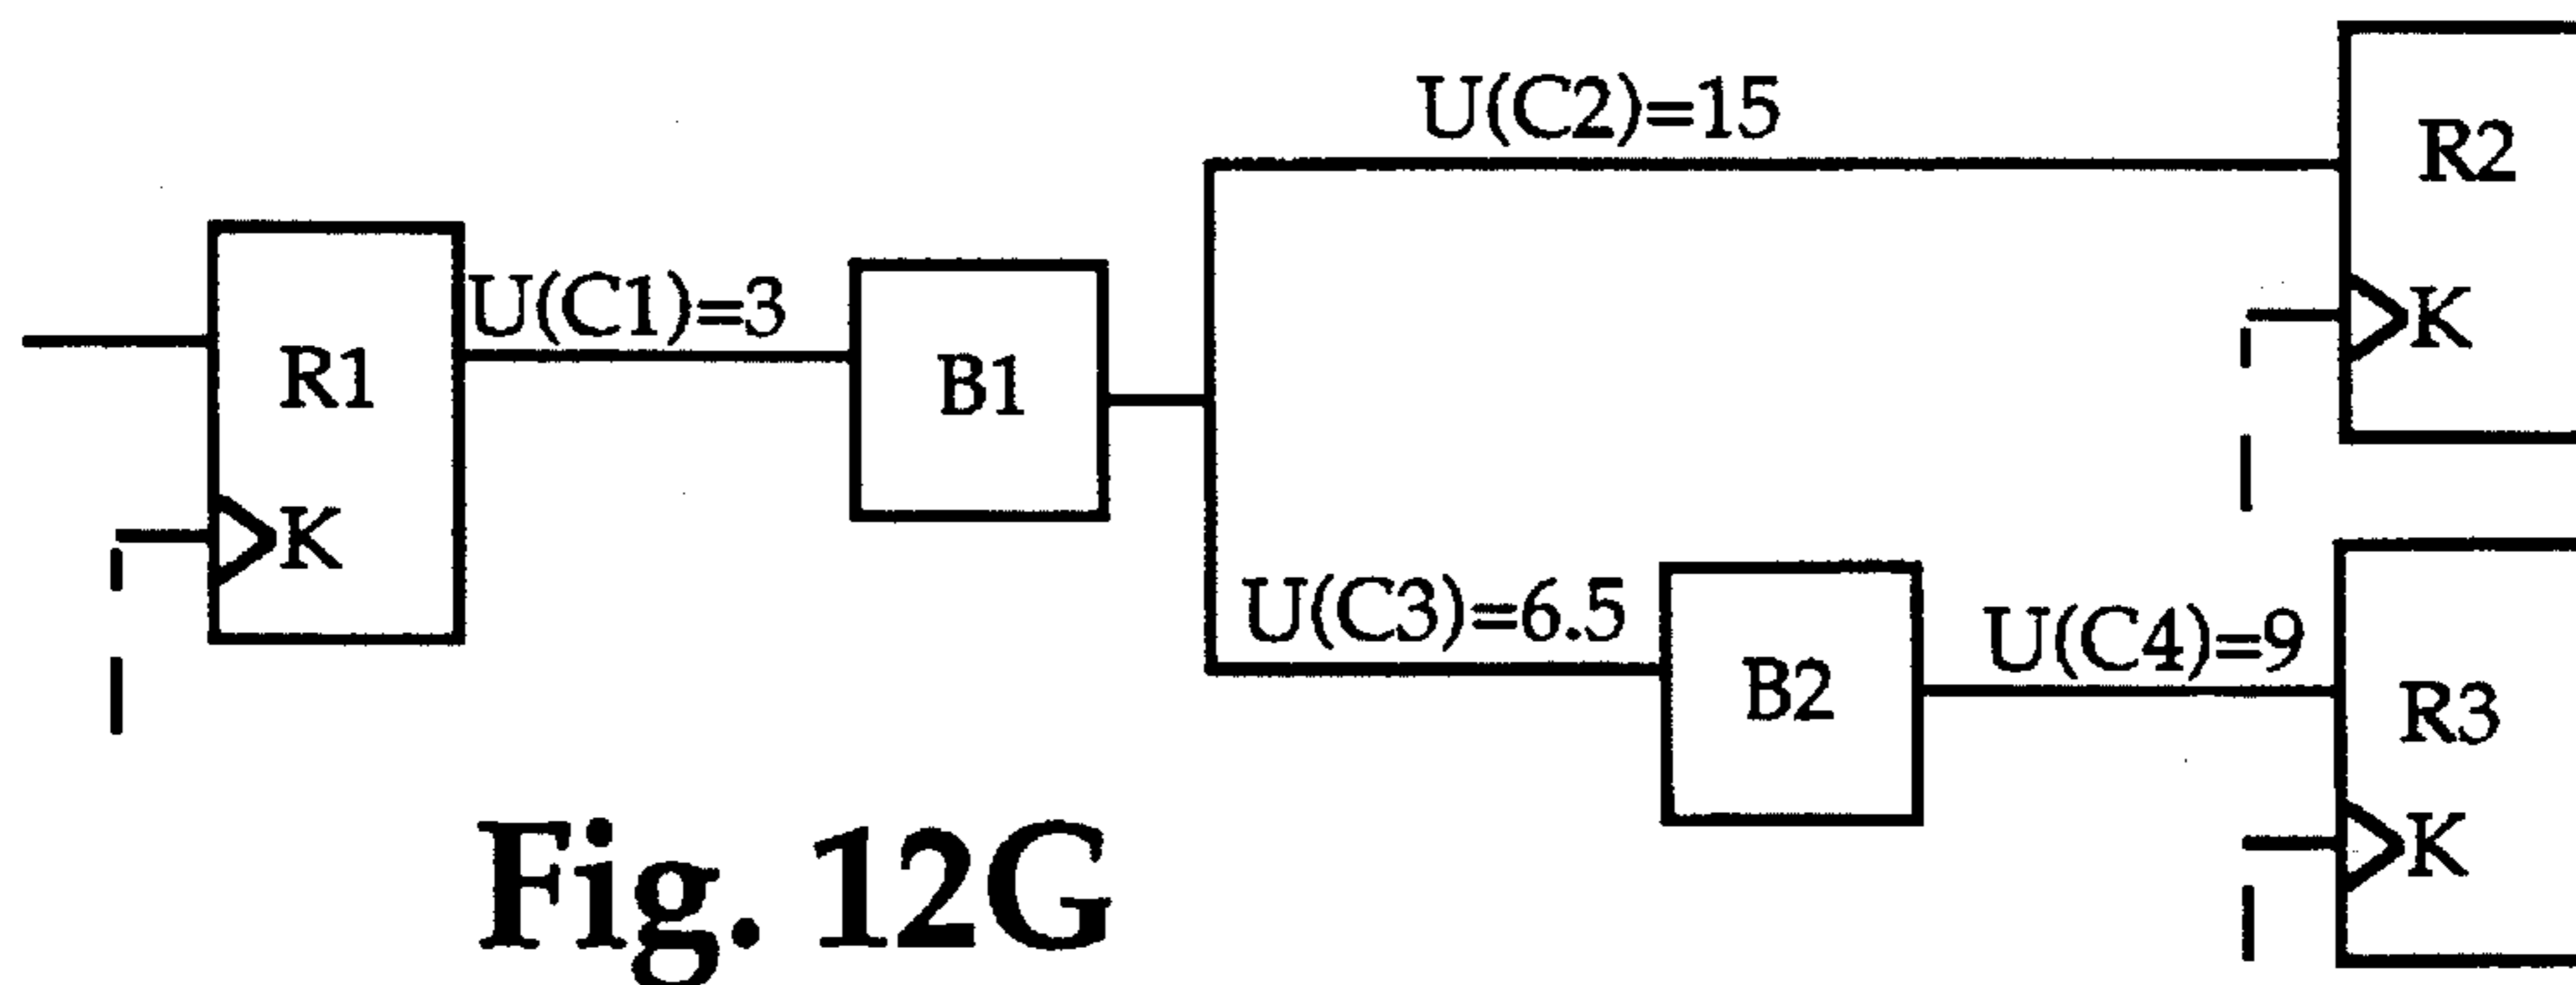 U(C2)=15
R2
K
U(C1)=3
R1
K
B1
U(C3)=6.5
B2
U(C4)=9
R3
K
Fig. 12G